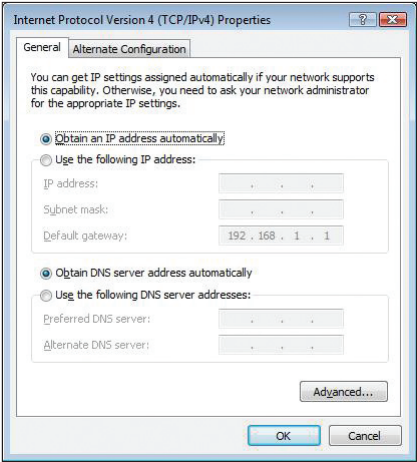 Internet Protocol Version 4 (TCP/IPv4) Properties
General Alternate Configuration
You can get IP settings assigned automatically if your network supports
this capability. Otherwise, you need to ask your network administrator
for the appropriate IP settings.
Obtain an IP address automatically
Use the following IP address:
IP address: . . .
Subnet mask: . . .
Default gateway: 192 . 168 . 1 . 1
Obtain DNS server address automatically
Use the following DNS server addresses:
Preferred DNS server: . . .
Alternate DNS server: . . .
Advanced...
OK Cancel